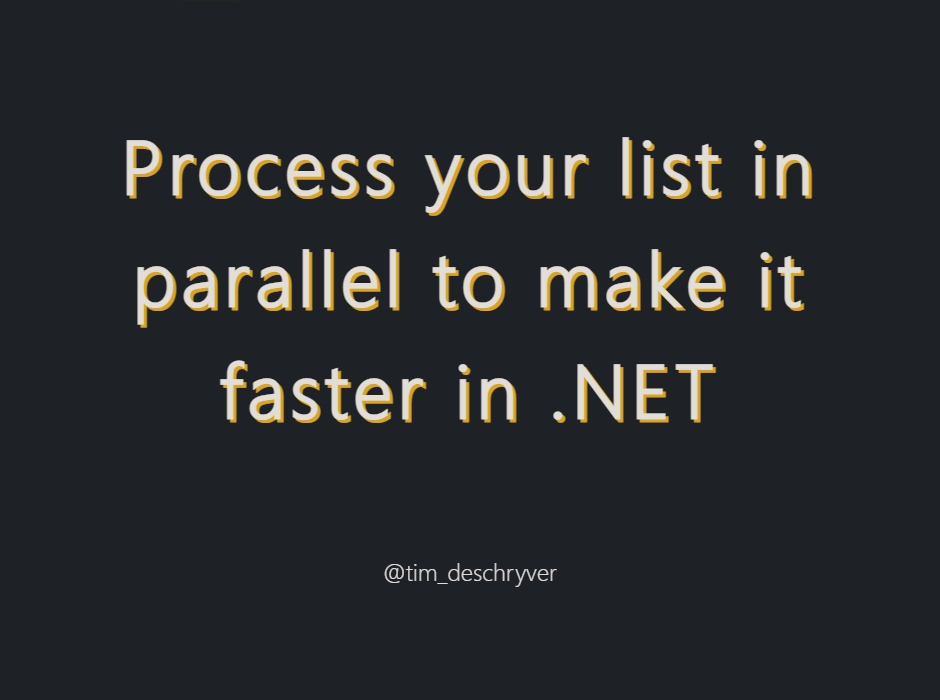 Process your list in
parallel to make it
faster in .NET
@tim_deschryver